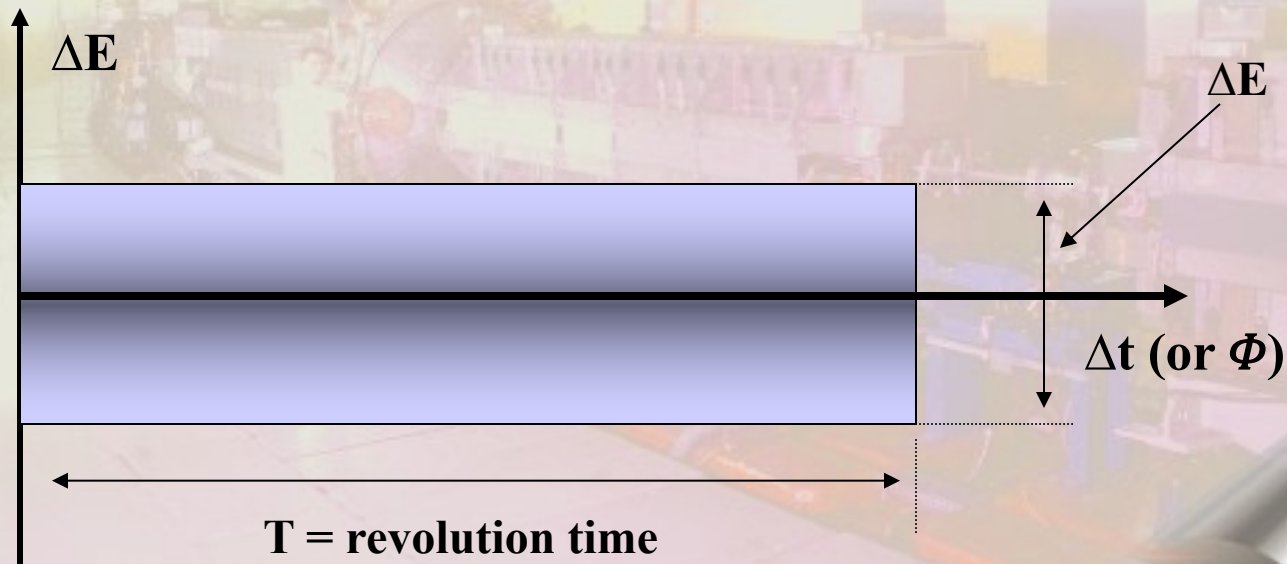 ΔE
ΔE
Δt (or Φ)
T = revolution time